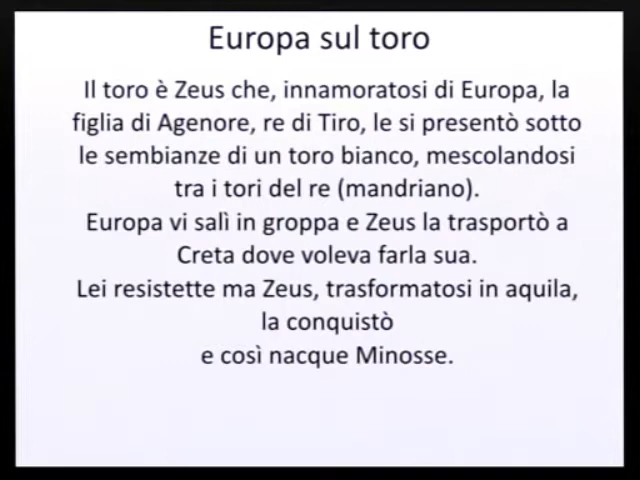 Europa sul toro
Il toro è Zeus che, innamoratosi di Europa, la
figlia di Agenore, re di Tiro, le si presentò sotto
le sembianze di un toro bianco, mescolandosi
tra i tori del re (mandriano).
Europa vi salì in groppa e Zeus la trasportò a
Creta dove voleva farla sua.
Lei resistette ma Zeus, trasformatosi in aquila,
la conquistò
e così nacque Minosse.